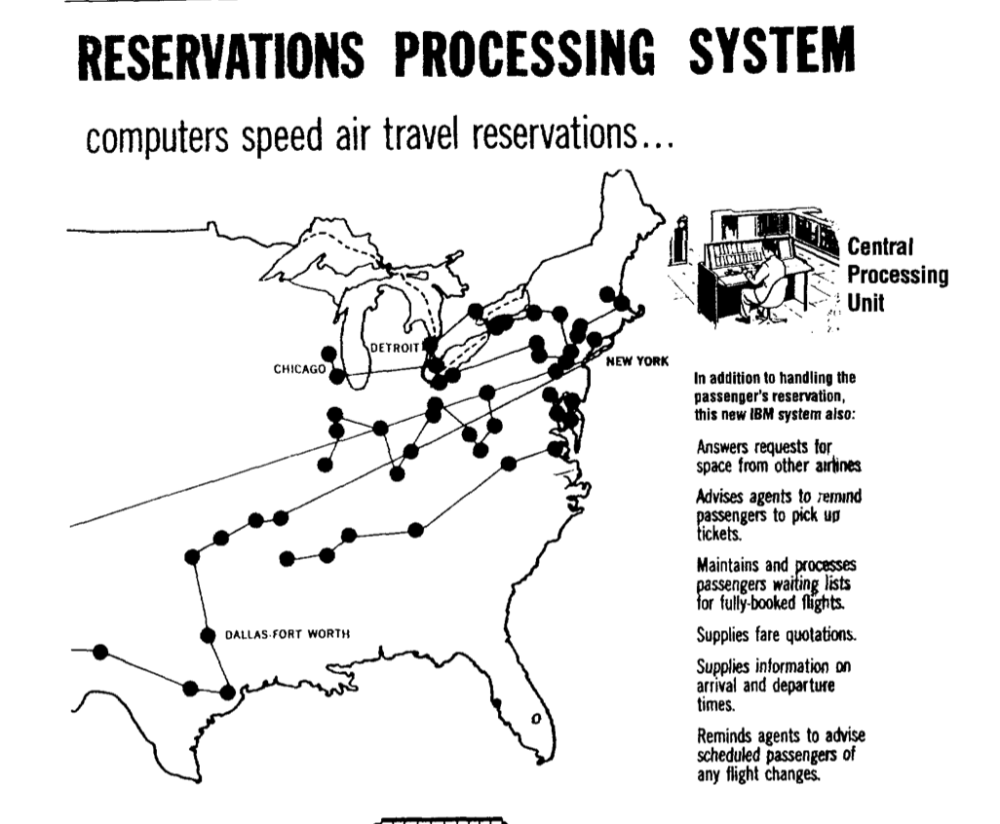 RESERVATIONS PROCESSING SYSTEM
computers speed air travel reservations...
Central
Processing
Unit
DETROIT
CHICAGO
NEW YORK
DALLAS-FORT WORTH
In addition to handling the
passenger's reservation,
this new IBM system also:
Answers requests for
space from other airlines
Advises agents to remind
passengers to pick up
tickets.
Maintains and processes
passengers waiting lists
for fully-booked flights.
Supplies fare quotations.
Supplies information on
arrival and departure
times.
Reminds agents to advise
scheduled passengers of
any flight changes.